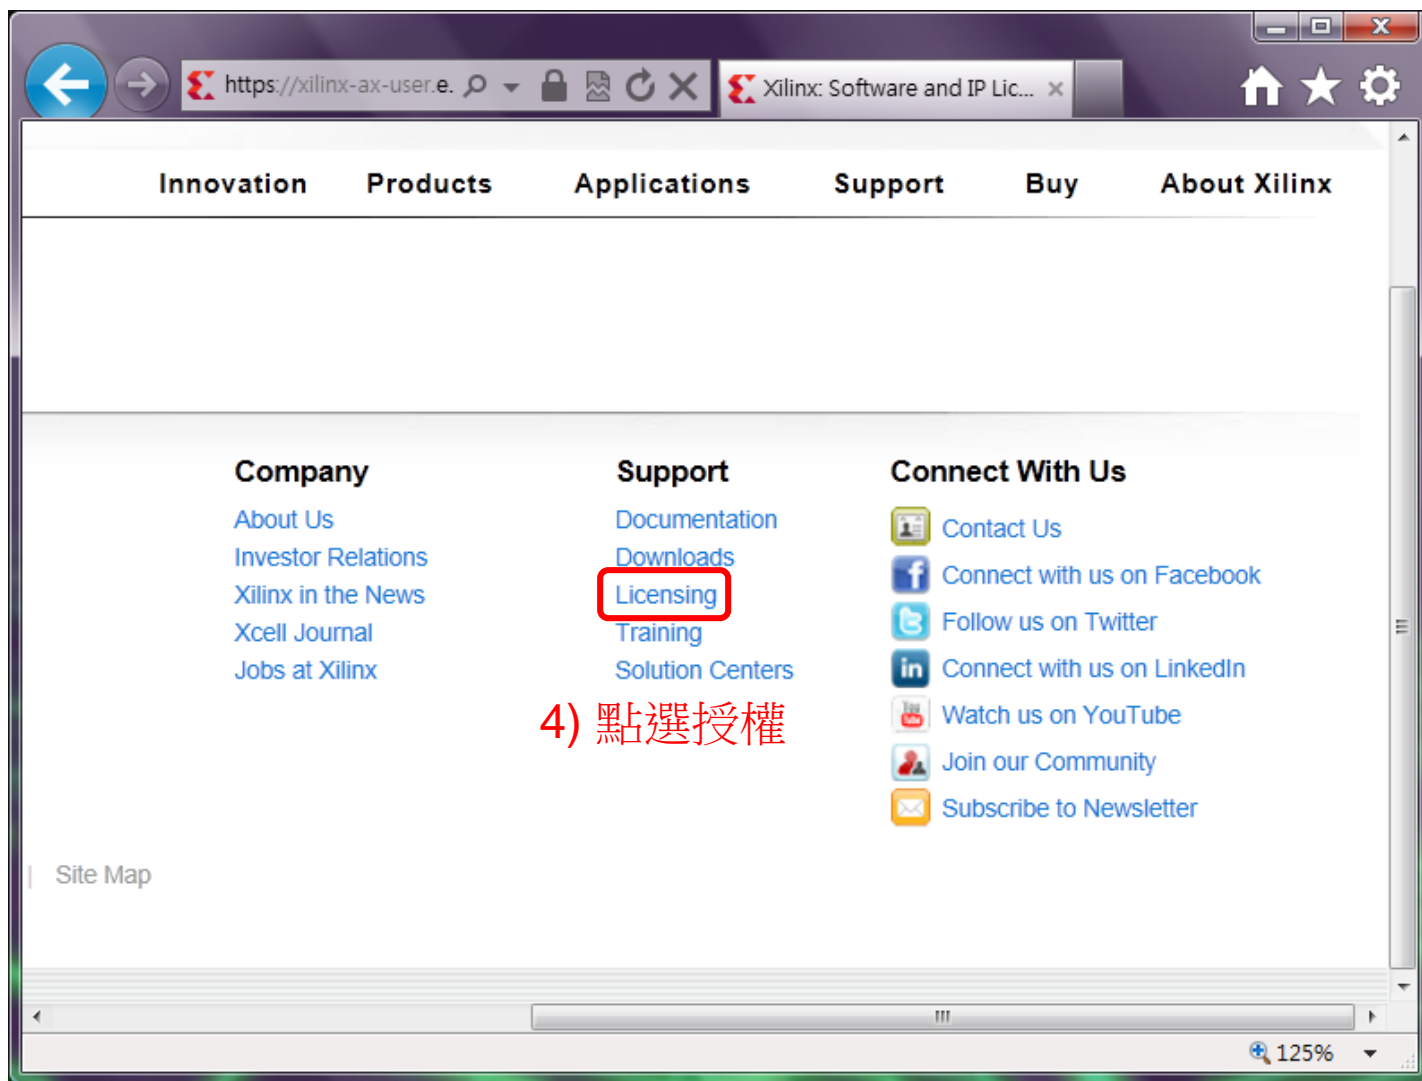 https://xilinx-ax-user.e.
Xilinx: Software and IP Lic...
Innovation Products Applications Support Buy About Xilinx
Company
About Us
Investor Relations
Xilinx in the News
Xcell Journal
Jobs at Xilinx
Support
Documentation
Downloads
Licensing
Training
Solution Centers
4) 點選授權
Connect With Us
Contact Us
Connect with us on Facebook
Follow us on Twitter
Connect with us on LinkedIn
Watch us on YouTube
Join our Community
Subscribe to Newsletter
| Site Map
125%